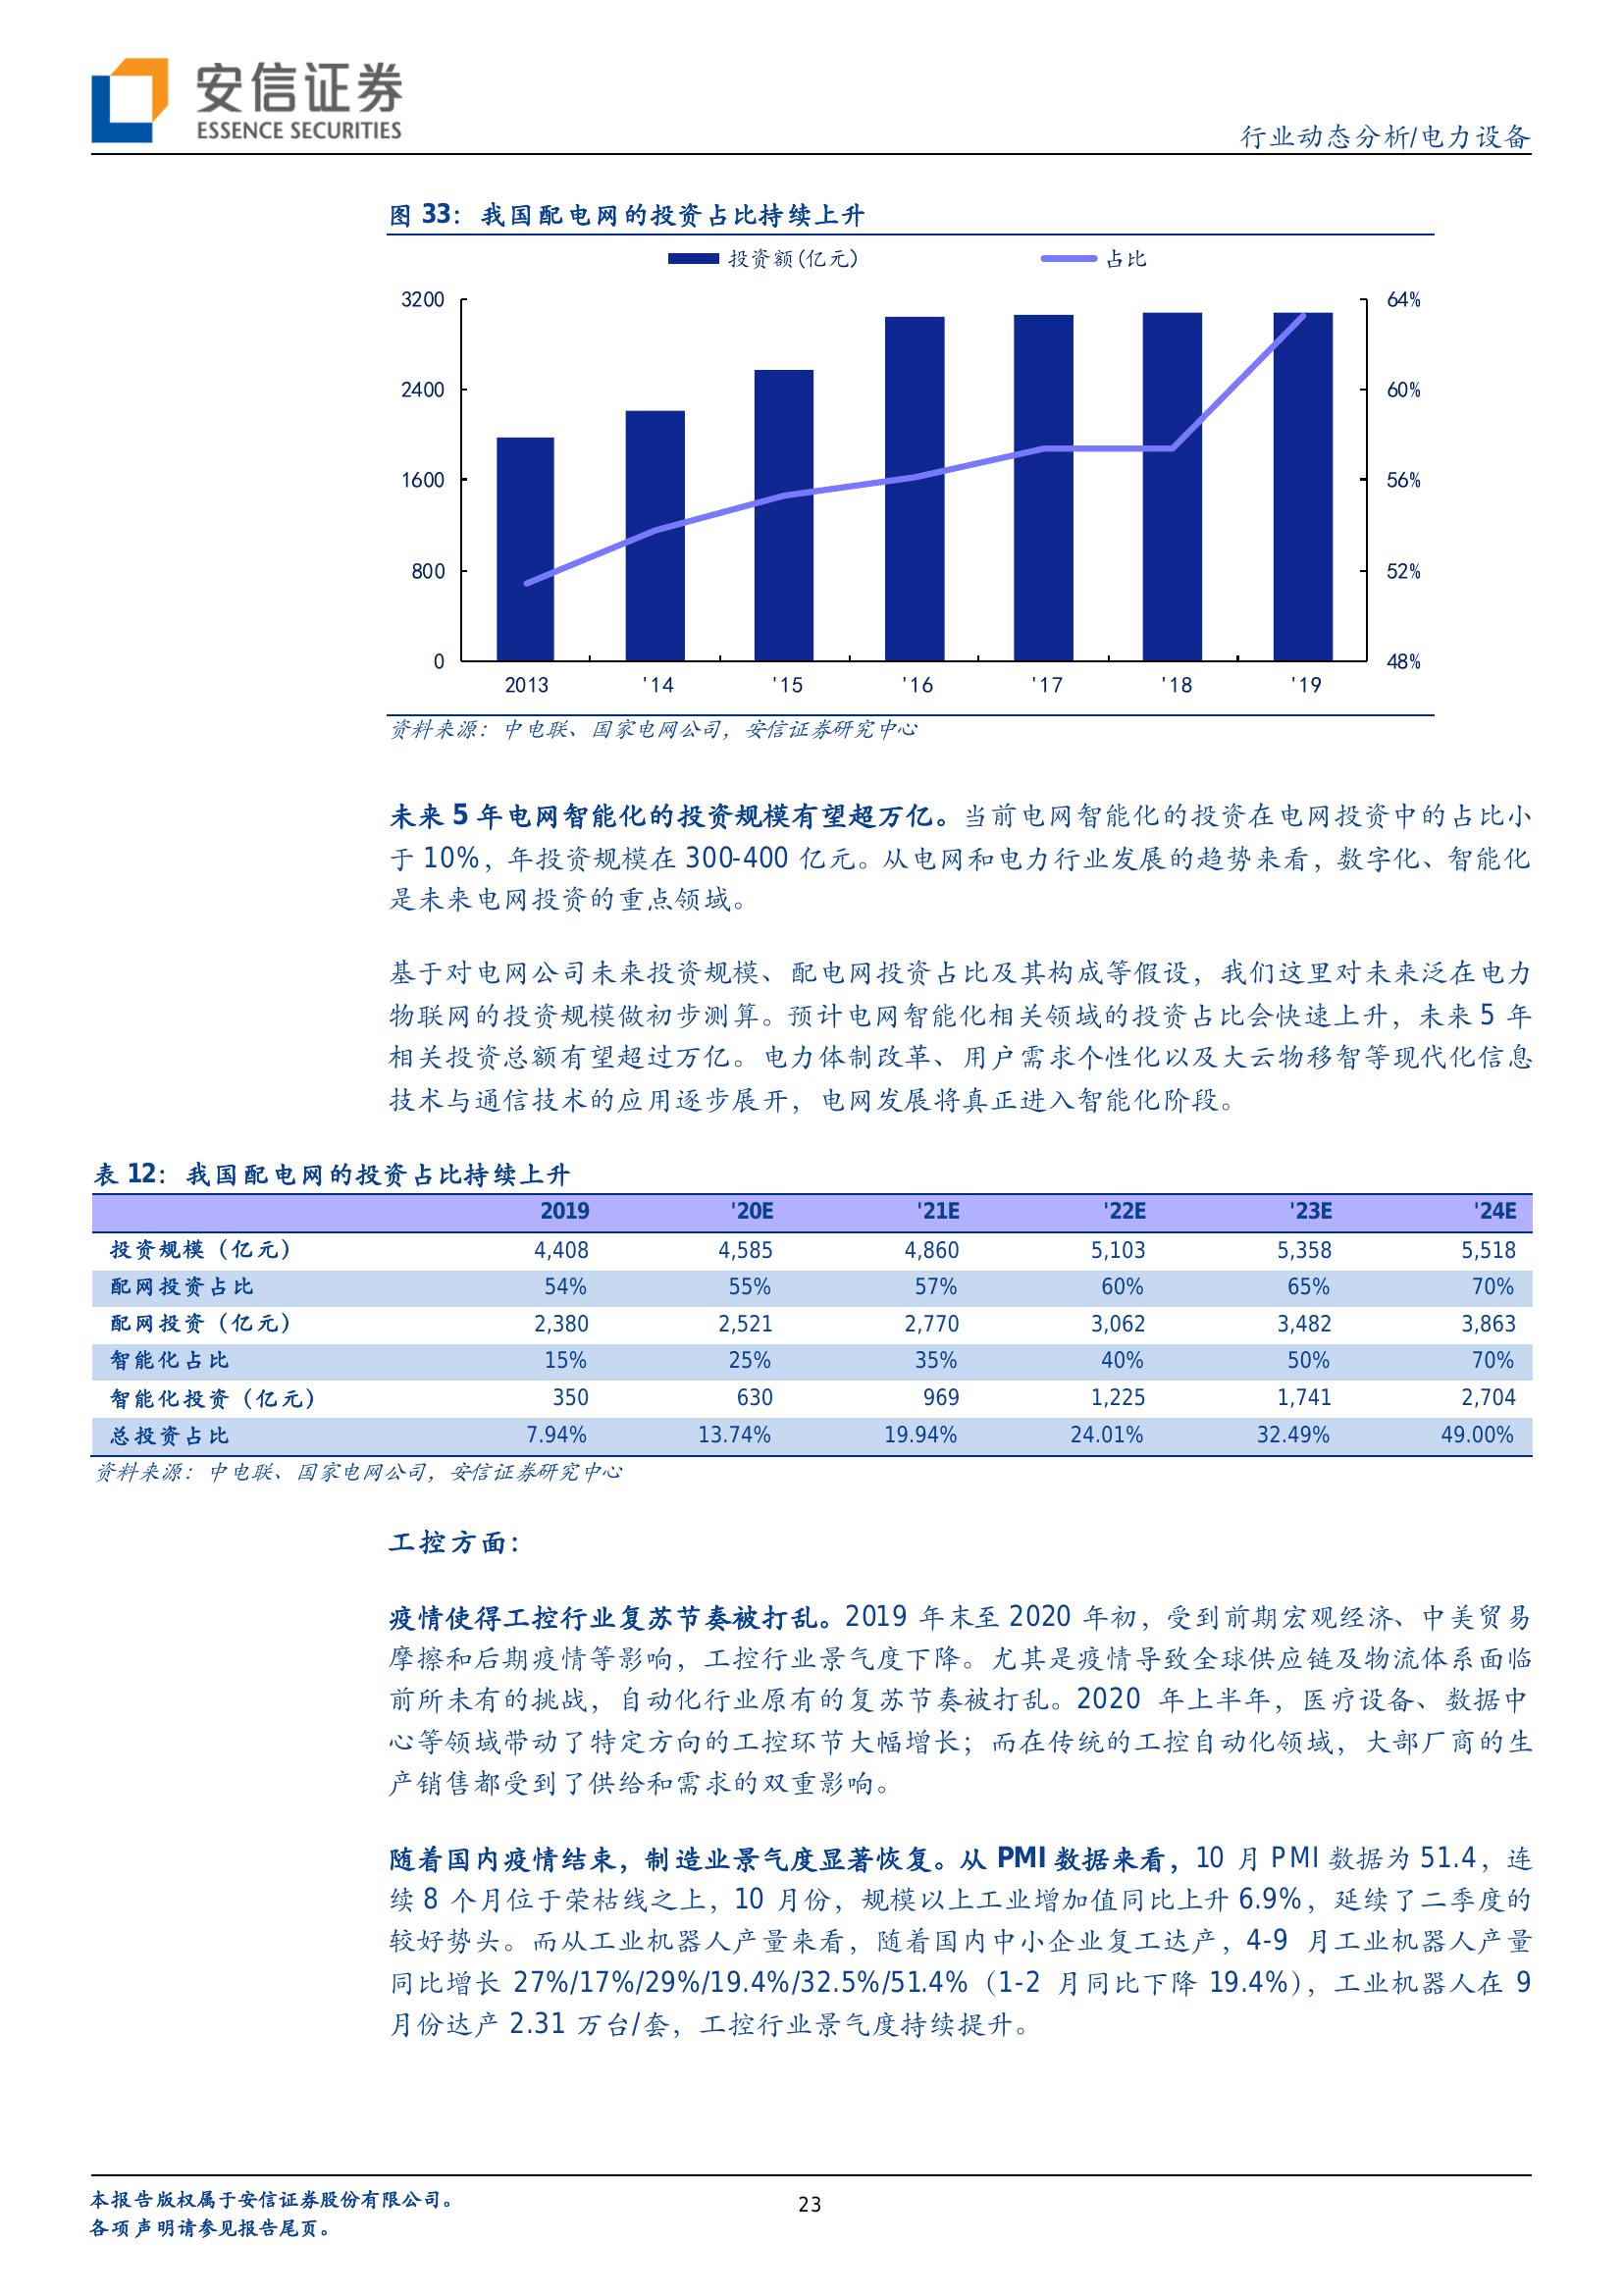 安信证券
ESSENCE SECURITIES
行业动态分析/电力设备
图 33：我国配电网的投资占比持续上升
投资额(亿元) 占比
3200 64%
2400 60%
1600 56%
800 52%
0 48%
2013 '14 '15 '16 '17 '18 '19
资料来源：中电联、国家电网公司，安信证券研究中心
未来 5 年电网智能化的投资规模有望超万亿。当前电网智能化的投资在电网投资中的占比小
于 10%，年投资规模在 300-400 亿元。从电网和电力行业发展的趋势来看，数字化、智能化
是未来电网投资的重点领域。
基于对电网公司未来投资规模、配电网投资占比及其构成等假设，我们这里对未来泛在电力
物联网的投资规模做初步测算。预计电网智能化相关领域的投资占比会快速上升，未来 5 年
相关投资总额有望超过万亿。电力体制改革、用户需求个性化以及大云物移智等现代化信息
技术与通信技术的应用逐步展开，电网发展将真正进入智能化阶段。
表 12：我国配电网的投资占比持续上升
2019 '20E '21E '22E '23E '24E
投资规模（亿元） 4,408 4,585 4,860 5,103 5,358 5,518
配网投资占比 54% 55% 57% 60% 65% 70%
配网投资（亿元） 2,380 2,521 2,770 3,062 3,482 3,863
智能化占比 15% 25% 35% 40% 50% 70%
智能化投资（亿元） 350 630 969 1,225 1,741 2,704
总投资占比 7.94% 13.74% 19.94% 24.01% 32.49% 49.00%
资料来源：中电联、国家电网公司，安信证券研究中心
工控方面：
疫情使得工控行业复苏节奏被打乱。2019 年末至 2020 年初，受到前期宏观经济、中美贸易
摩擦和后期疫情等影响，工控行业景气度下降。尤其是疫情导致全球供应链及物流体系面临
前所未有的挑战，自动化行业原有的复苏节奏被打乱。2020 年上半年，医疗设备、数据中
心等领域带动了特定方向的工控环节大幅增长；而在传统的工控自动化领域，大部厂商的生
产销售都受到了供给和需求的双重影响。
随着国内疫情结束，制造业景气度显著恢复。从 PMI 数据来看，10 月 PMI 数据为 51.4，连
续 8 个月位于荣枯线之上，10 月份，规模以上工业增加值同比上升 6.9%，延续了二季度的
较好势头。而从工业机器人产量来看，随着国内中小企业复工达产，4-9 月工业机器人产量
同比增长 27%/17%/29%/19.4%/32.5%/51.4%（1-2 月同比下降 19.4%），工业机器人在 9
月份达产 2.31 万台/套，工控行业景气度持续提升。
本报告版权属于安信证券股份有限公司。
各项声明请参见报告尾页。
23